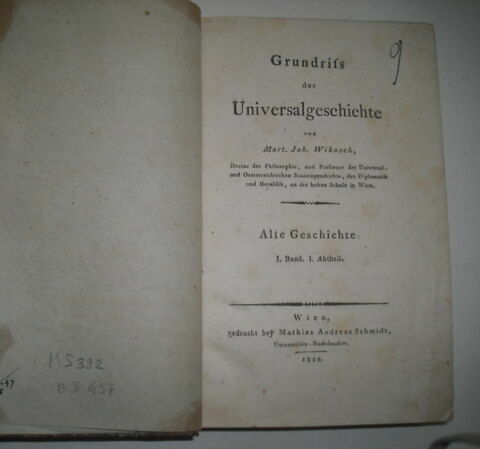 Grundriſs
der
Universalgeschichte
von
Mart. Joh. Wikosch,
Doctor der Philosophie, und Professor der Universal-
und Oesterreichischen Staatengeschichte, der Diplomatik
und Heraldik, an der hohen Schule in Wien.
Alte Geschichte.
I. Band. I. Abtheil.
Wien,
gedruckt bey Mathias Andreas Schmidt,
Universitäts-Buchdrucker.
9
MS 392